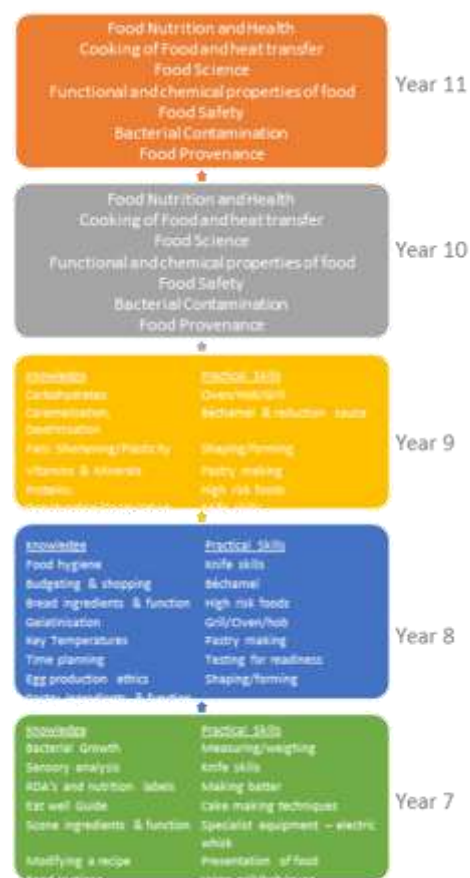 Food Nutrition and Health
Cooking of Food and heat transfer
Food Science
Functional and chemical properties of food
Food Safety
Bacterial Contamination
Food Provenance
Year 11
Food Nutrition and Health
Cooking of Food and heat transfer
Food Science
Functional and chemical properties of food
Food Safety
Bacterial Contamination
Food Provenance
Year 10
Knowledge Practical Skills
Carbohydrates Oven/Hob/Grill
Caramelisation, Béchamel & reduction sauce
Dextrinisation
Fats: Shortening/Plasticity Shaping/forming
Vitamins & Minerals Pastry making
Proteins: High risk foods
Year 9
Knowledge Practical Skills
Food hygiene Knife skills
Budgeting & shopping Béchamel
Bread ingredients & function High risk foods
Gelatinisation Grill/Oven/hob
Key Temperatures Pastry making
Time planning Testing for readiness
Egg production ethics Shaping/forming
ingredients & function
Year 8
Knowledge Practical Skills
Bacterial Growth Measuring/weighing
Sensory analysis Knife skills
RDA's and nutrition labels Making batter
Eat well Guide Cake making techniques
Scone ingredients & function Specialist equipment – electric
whisk
Modifying a recipe Presentation of food
Year 7